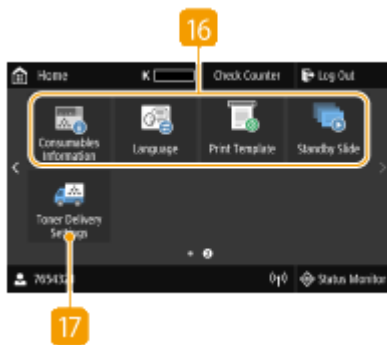 16
Home K Check Counter Log Out
Consumables
Information
Language
Print Template
Standby Slide
Toner Delivery
Settings
17
7654321 Status Monitor